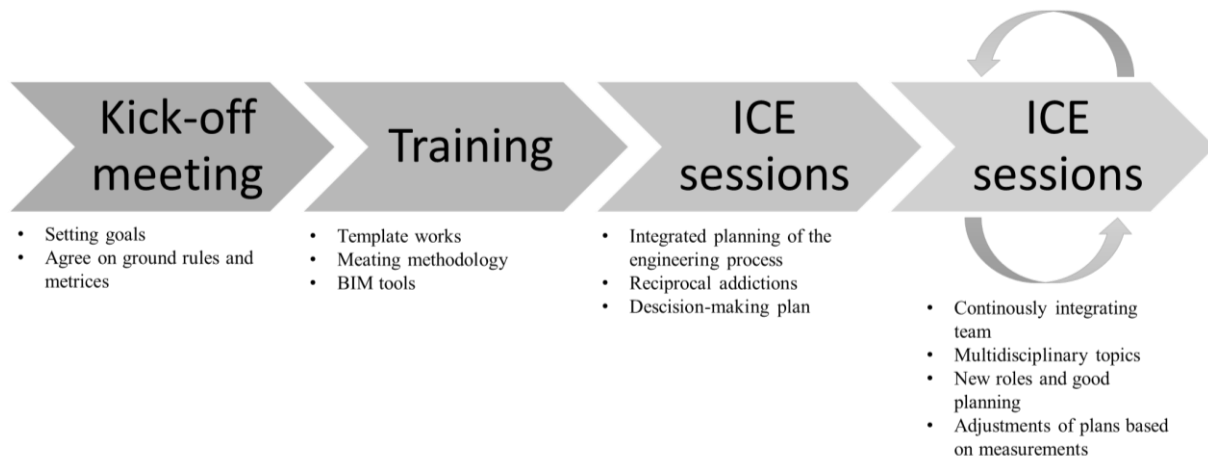 Kick-off
meeting
Training
ICE
sessions
ICE
sessions
• Setting goals
• Agree on ground rules and
metrices
• Template works
• Meating methodology
• BIM tools
• Integrated planning of the
engineering process
• Reciprocal addictions
• Descision-making plan
• Continously integrating
team
• Multidisciplinary topics
• New roles and good
planning
• Adjustments of plans based
on measurements